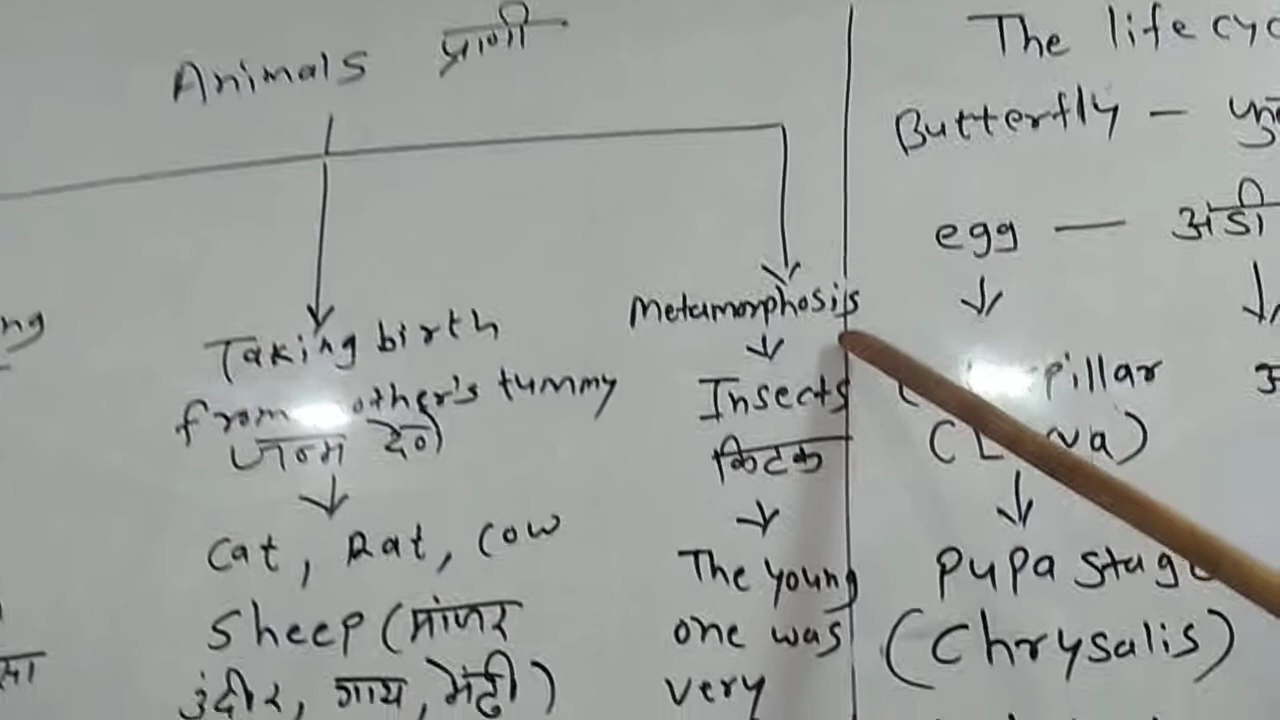 Animals प्राणी
Taking birth
from other's tummy
जन्म देणे
cat, Rat, cow
Sheep (मांजर
उंदीर, गाय, मेंढी)
Metamorphosis
Insects
किटक
The young
one was
very
The life cyc
Butterfly -
egg — अंडी
pillar
pupa stage
(Chrysalis)